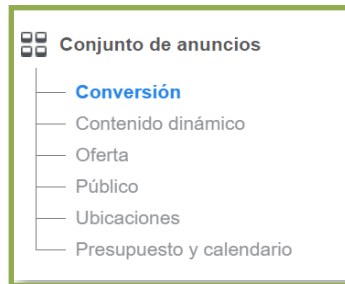 Conjunto de anuncios
Conversión
Contenido dinámico
Oferta
Público
Ubicaciones
Presupuesto y calendario